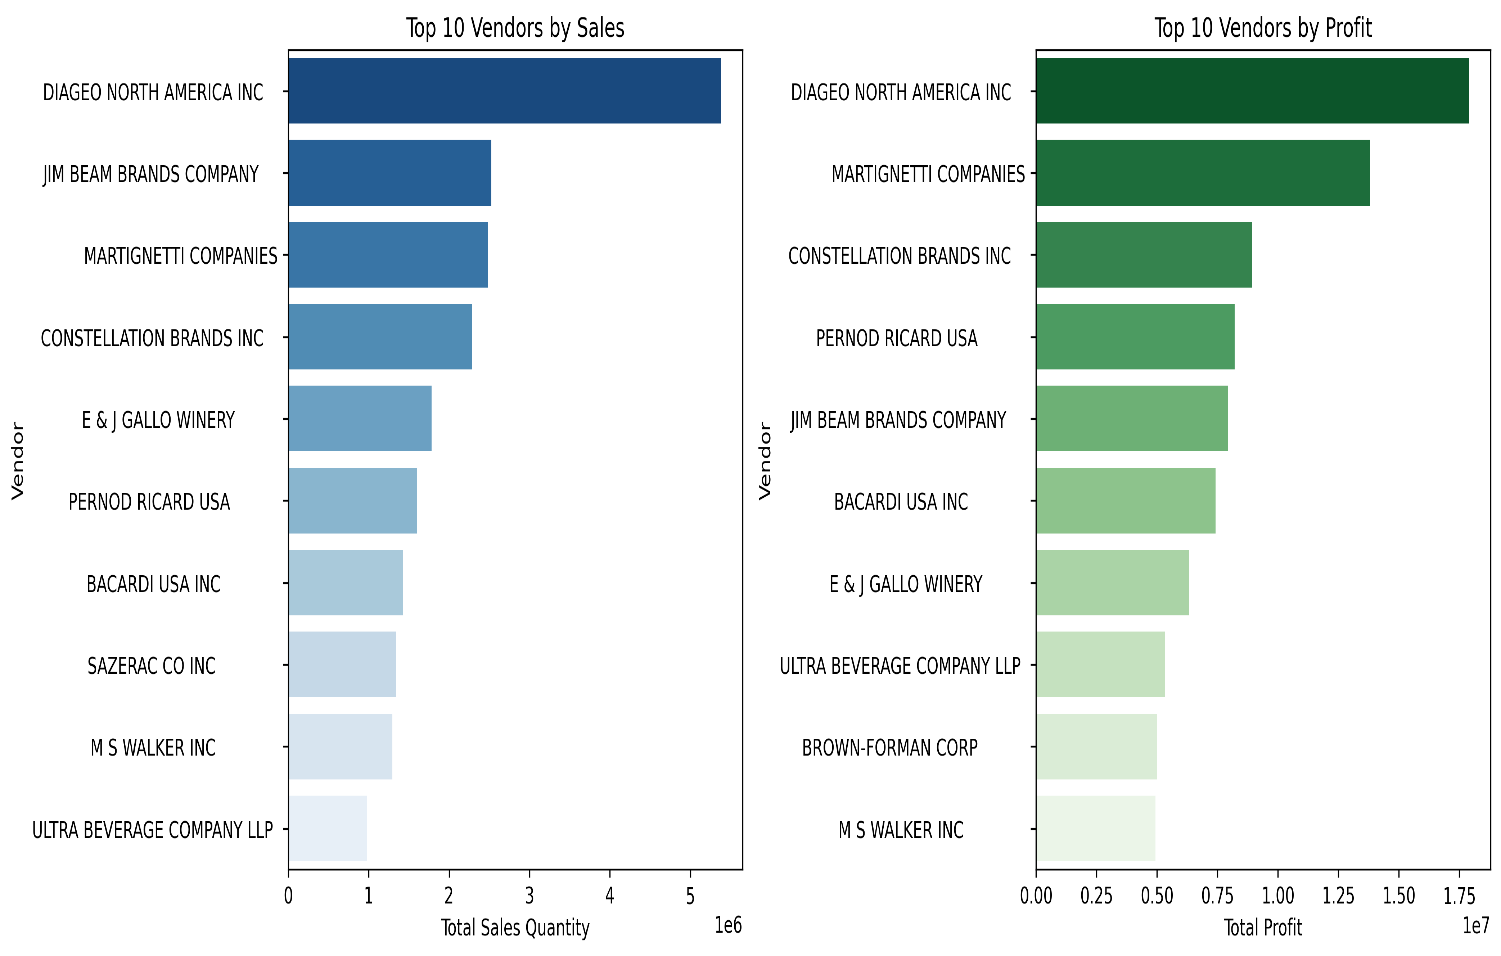 Top 10 Vendors by Sales
DIAGEO NORTH AMERICA INC
JIM BEAM BRANDS COMPANY
MARTIGNETTI COMPANIES
CONSTELLATION BRANDS INC
E & J GALLO WINERY
PERNOD RICARD USA
BACARDI USA INC
SAZERAC CO INC
M S WALKER INC
ULTRA BEVERAGE COMPANY LLP
Vendor
0 1 2 3 4 5
1e6
Total Sales Quantity
Top 10 Vendors by Profit
DIAGEO NORTH AMERICA INC
MARTIGNETTI COMPANIES
CONSTELLATION BRANDS INC
PERNOD RICARD USA
JIM BEAM BRANDS COMPANY
BACARDI USA INC
E & J GALLO WINERY
ULTRA BEVERAGE COMPANY LLP
BROWN-FORMAN CORP
M S WALKER INC
Vendor
0.00 0.25 0.50 0.75 1.00 1.25 1.50 1.75
1e7
Total Profit